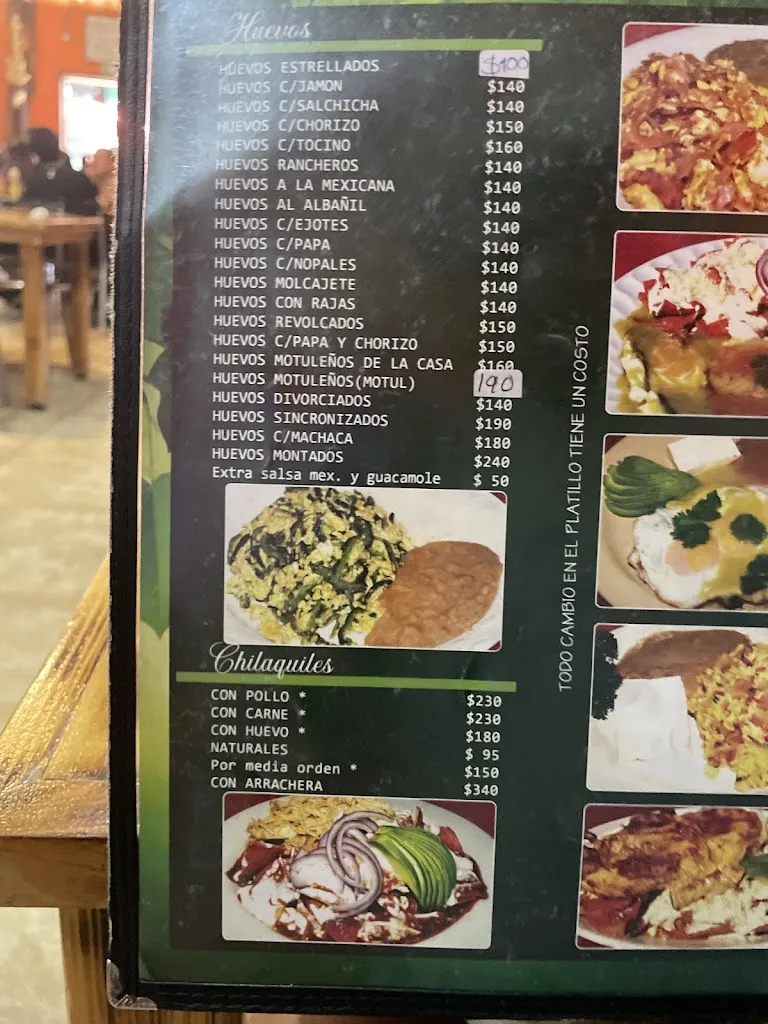 Huevos
HUEVOS ESTRELLADOS $100
HUEVOS C/JAMON $140
HUEVOS C/SALCHICHA $140
HUEVOS C/CHORIZO $150
HUEVOS C/TOCINO $160
HUEVOS RANCHEROS $140
HUEVOS A LA MEXICANA $140
HUEVOS AL ALBAÑIL $140
HUEVOS C/EJOTES $140
HUEVOS C/PAPA $140
HUEVOS C/NOPALES $140
HUEVOS MOLCAJETE $140
HUEVOS CON RAJAS $140
HUEVOS REVOLCADOS $150
HUEVOS C/PAPA Y CHORIZO $150
HUEVOS MOTULEÑOS DE LA CASA $160
HUEVOS MOTULEÑOS(MOTUL) 190
HUEVOS DIVORCIADOS $140
HUEVOS SINCRONIZADOS $190
HUEVOS C/MACHACA $180
HUEVOS MONTADOS $240
Extra salsa mex. y guacamole $ 50
Chilaquiles
CON POLLO * $230
CON CARNE * $230
CON HUEVO * $180
NATURALES $ 95
Por media orden * $150
CON ARRACHERA $340
TODO CAMBIO EN EL PLATILLO TIENE UN COSTO